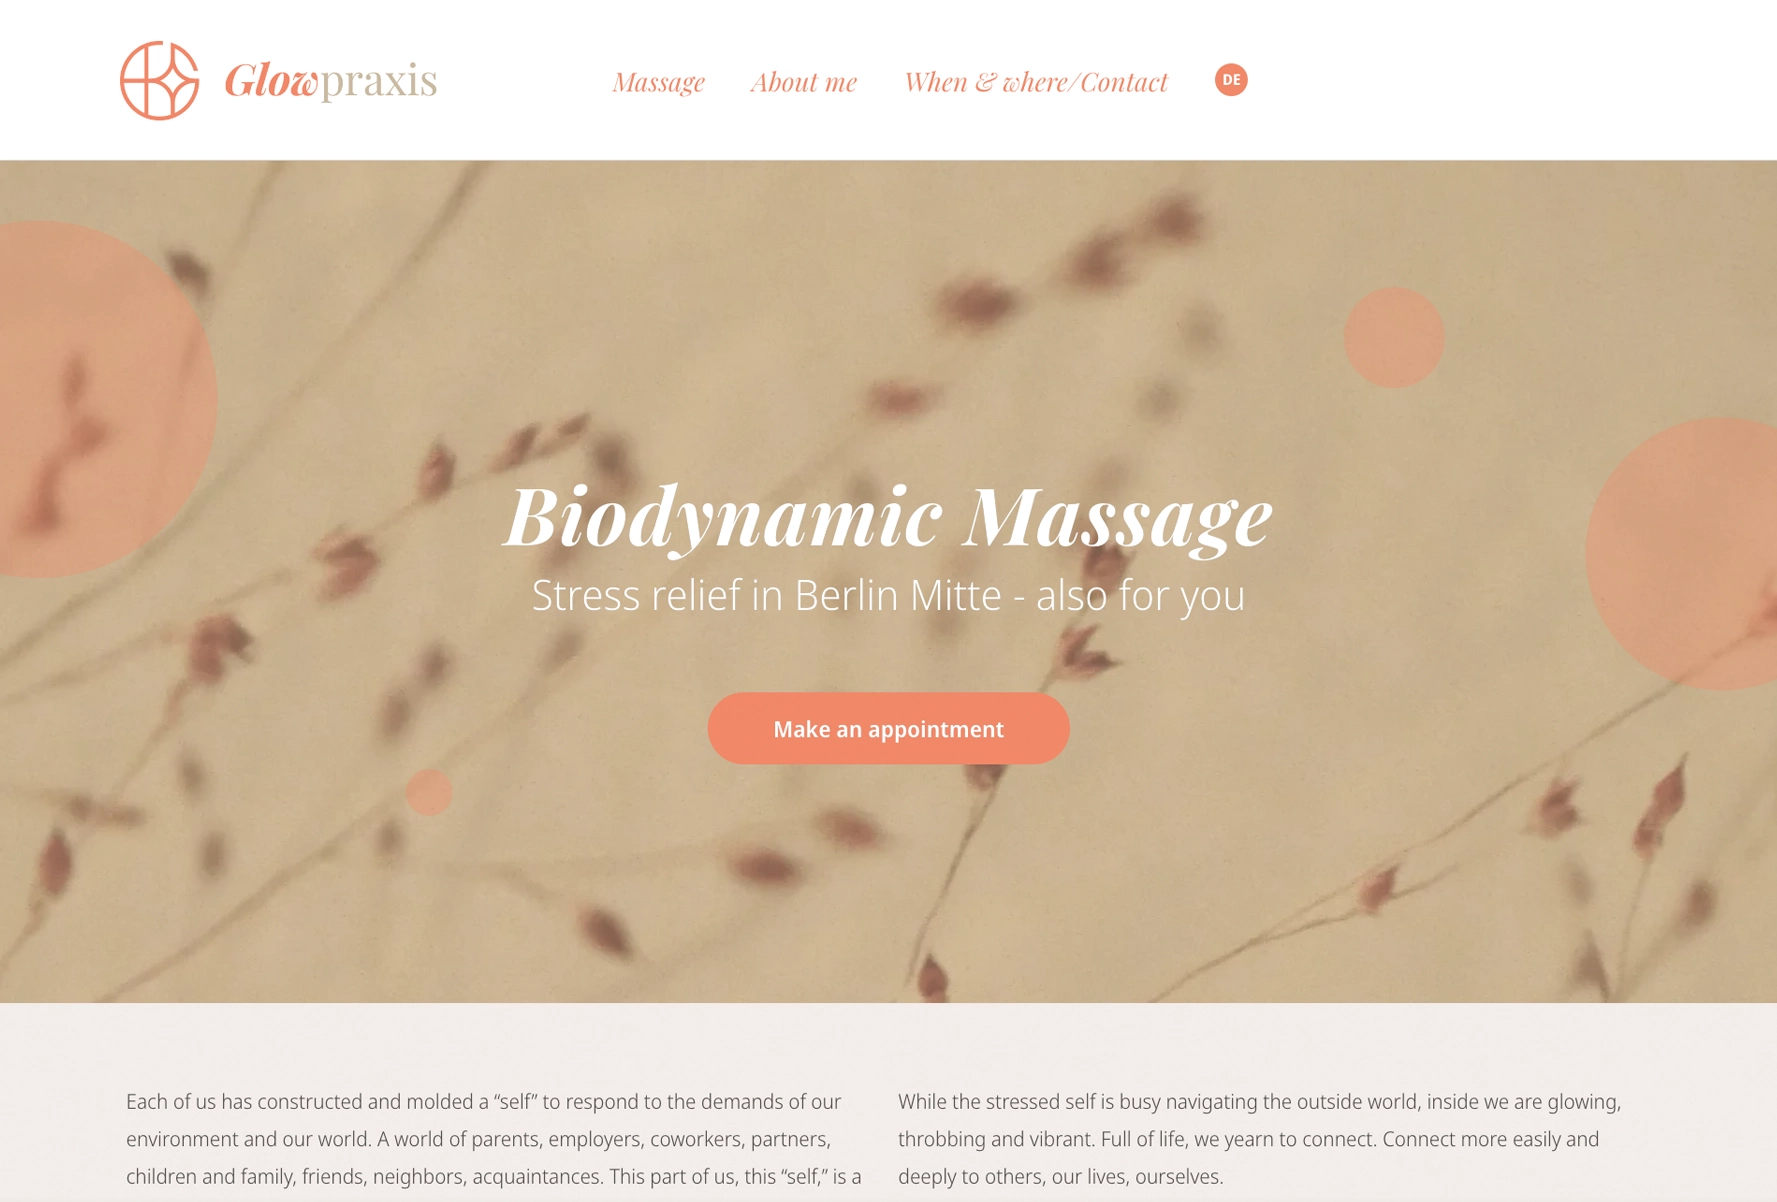 Glowpraxis
Massage
About me
When & where/Contact
DE
Biodynamic Massage
Stress relief in Berlin Mitte - also for you
Make an appointment
Each of us has constructed and molded a “self” to respond to the demands of our
environment and our world. A world of parents, employers, coworkers, partners,
children and family, friends, neighbors, acquaintances. This part of us, this “self,” is a
While the stressed self is busy navigating the outside world, inside we are glowing,
throbbing and vibrant. Full of life, we yearn to connect. Connect more easily and
deeply to others, our lives, ourselves.